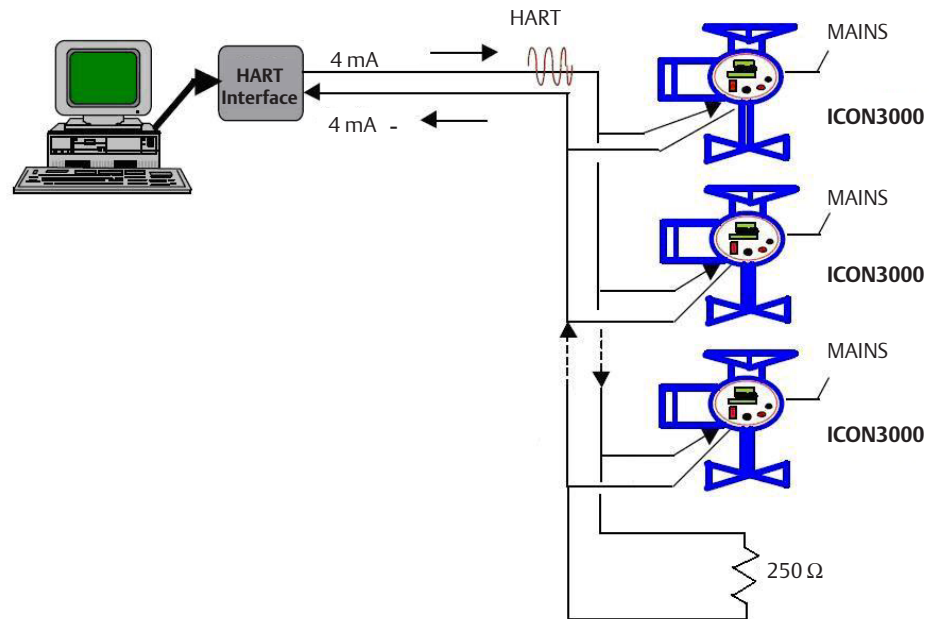 HART
MAINS
HART
Interface
4 mA
4 mA -
ICON3000
MAINS
ICON3000
MAINS
ICON3000
250 Ω